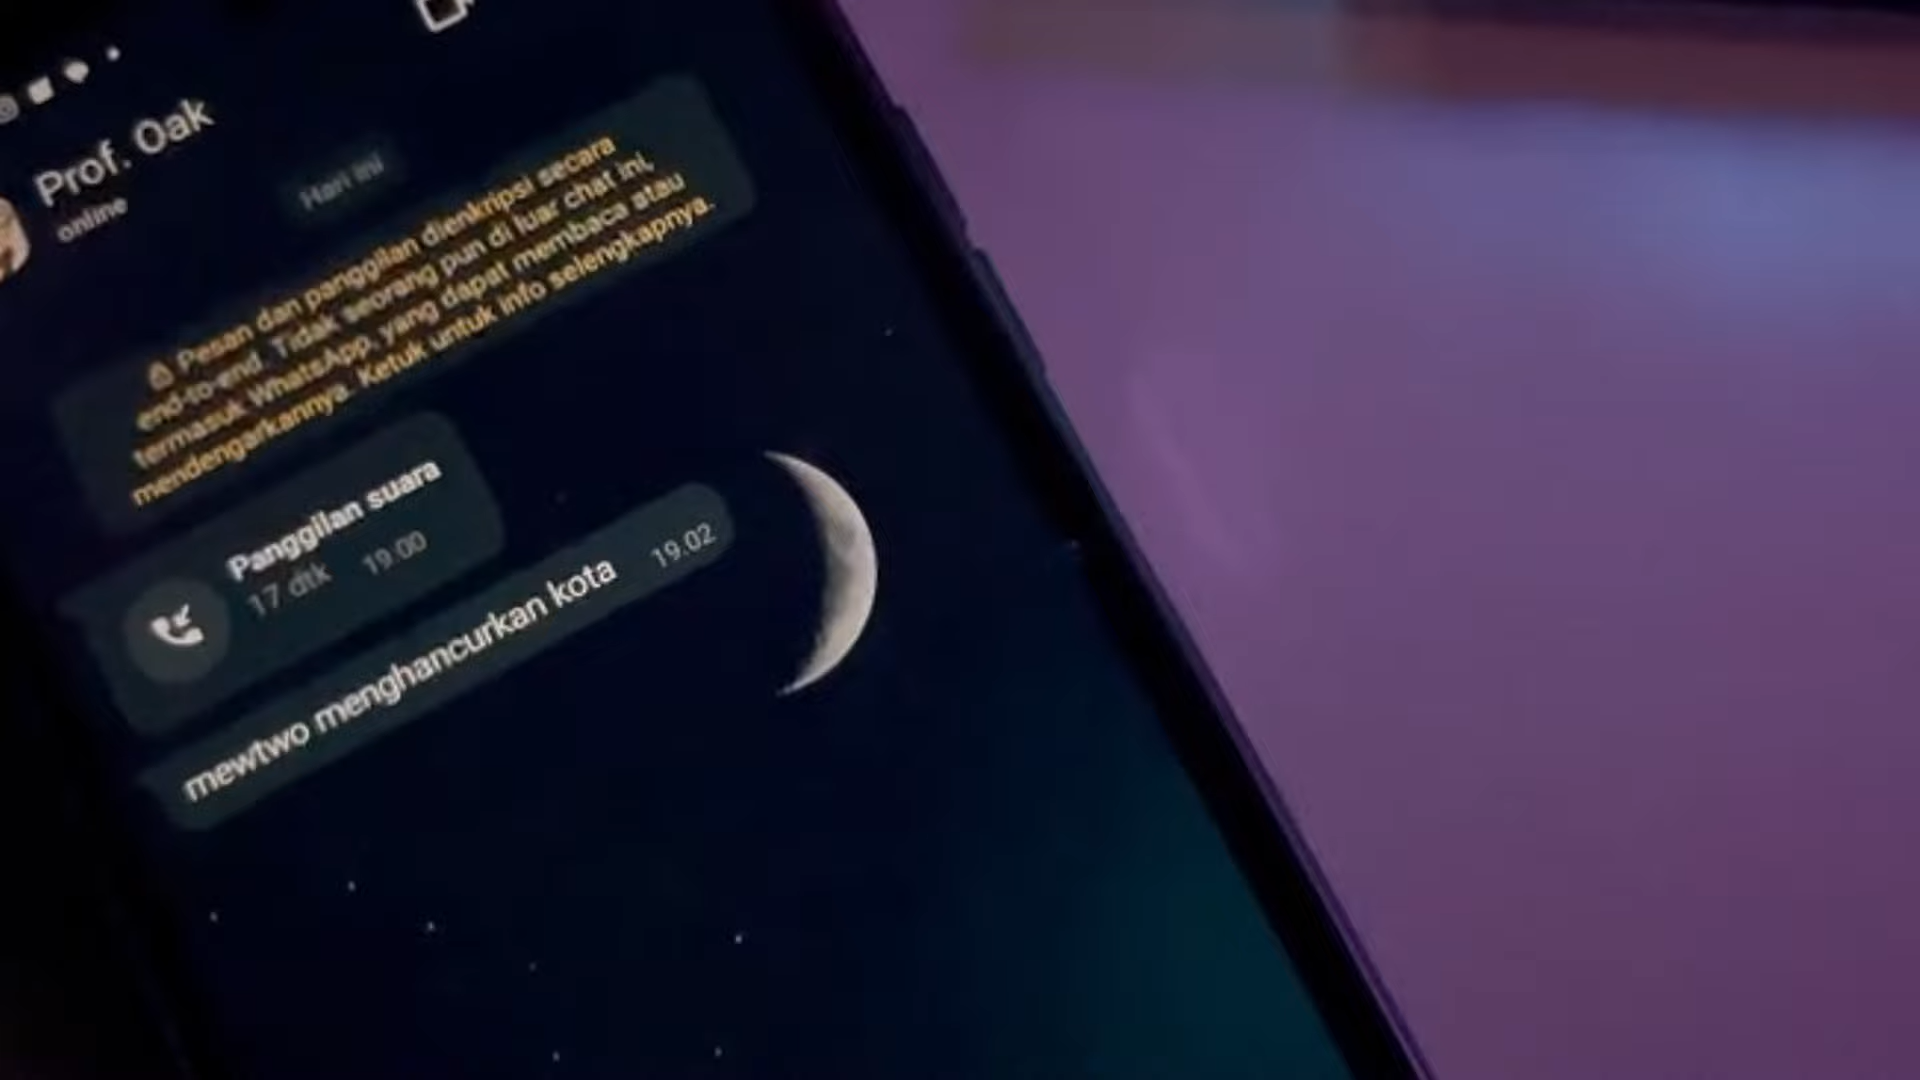 Prof. Oak
online
Hari ini
Pesan dan panggilan dienkripsi secara
end-to-end. Tidak seorang pun di luar chat ini,
termasuk WhatsApp, yang dapat membaca atau
mendengarkannya. Ketuk untuk info selengkapnya.
Panggilan suara
17 dtk 19.00
mewtwo menghancurkan kota 19.02